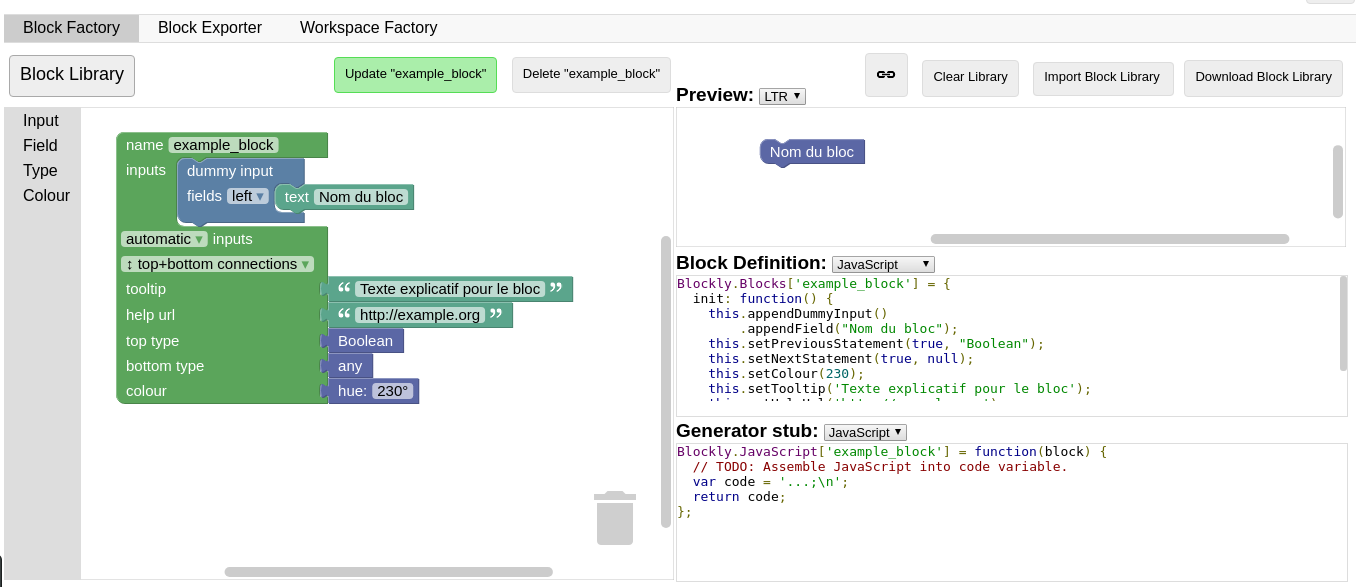 Block Factory
Block Exporter
Workspace Factory
Block Library
Update "example_block"
Delete "example_block"
Clear Library
Import Block Library
Download Block Library
Input
Field
Type
Colour
name example_block
inputs
dummy input
fields left ▾
text Nom du bloc
automatic ▾ inputs
↕ top+bottom connections ▾
tooltip
“ Texte explicatif pour le bloc ”
help url
“ http://example.org ”
top type
Boolean
bottom type
any
colour
hue: 230°
Preview: LTR
Nom du bloc
Block Definition: JavaScript
Blockly.Blocks['example_block'] = {
init: function() {
this.appendDummyInput()
.appendField("Nom du bloc");
this.setPreviousStatement(true, "Boolean");
this.setNextStatement(true, null);
this.setColour(230);
this.setTooltip('Texte explicatif pour le bloc');
Generator stub: JavaScript
Blockly.JavaScript['example_block'] = function(block) {
// TODO: Assemble JavaScript into code variable.
var code = '...;\n';
return code;
};